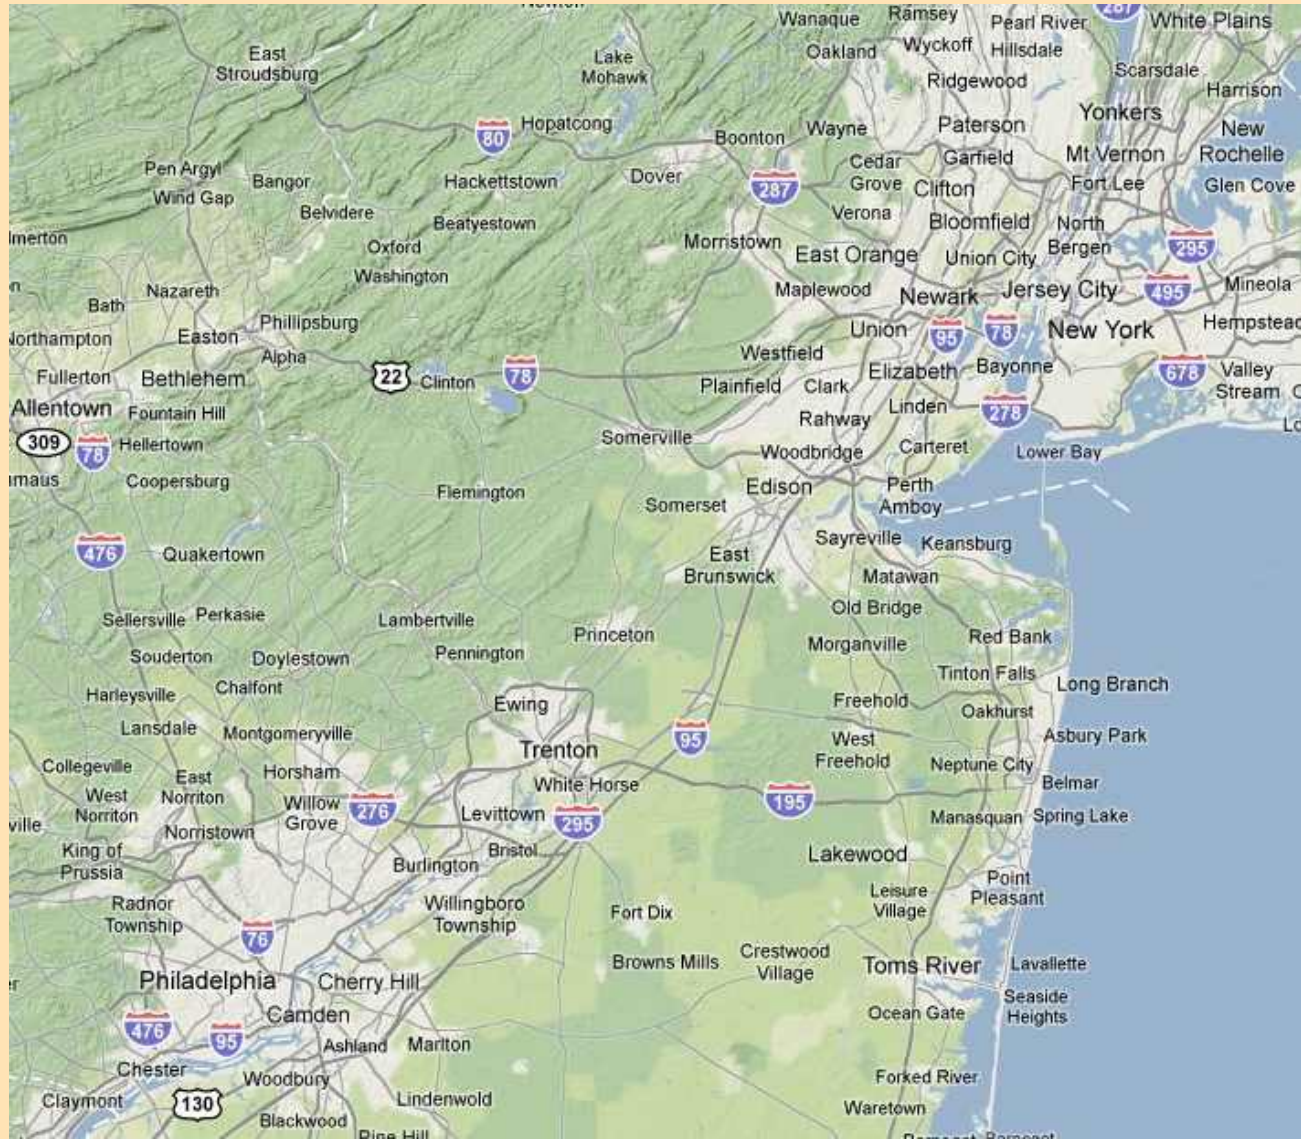 Wanaque
Ramsey
Pearl River
287
White Plains
Oakland
Wyckoff
Hillsdale
East
Stroudsburg
Lake
Mohawk
Ridgewood
Scarsdale
Harrison
80
Hopatcong
Boonton
Wayne
Paterson
Yonkers
New
Rochelle
Pen Argyl
Bangor
Hackettstown
Dover
287
Cedar
Grove
Garfield
Mt Vernon
Clifton
Fort Lee
Glen Cove
Wind Gap
Belvidere
Beatyestown
Verona
Bloomfield
North
Bergen
Oxford
Morristown
East Orange
Union City
295
Washington
Bath
Nazareth
Maplewood
Newark
Jersey City
495
Mineola
Easton
Phillipsburg
Union
95
78
New York
Alpha
Westfield
Elizabeth
Bayonne
678
Valley
Stream
Fullerton
Bethlehem
22
Clinton
78
Plainfield
Clark
Allentown
Fountain Hill
Rahway
Linden
278
309
78
Hellertown
Somerville
Woodbridge
Carteret
Lower Bay
Coopersburg
Flemington
Edison
Somerset
Perth
Amboy
476
Quakertown
East
Brunswick
Sayreville
Keansburg
Matawan
Sellersville
Perkasie
Lambertville
Princeton
Old Bridge
Red Bank
Souderton
Doylestown
Pennington
Morganville
Tinton Falls
Long Branch
Harleysville
Chalfont
Ewing
Freehold
Oakhurst
Lansdale
Montgomeryville
Trenton
95
West
Freehold
Asbury Park
Collegeville
East
Norriton
Horsham
White Horse
Neptune City
Belmar
West
Norriton
Willow
Grove
276
Levittown
295
195
Manasquan
Spring Lake
ville
Norristown
King of
Prussia
Burlington
Bristol
Lakewood
Point
Pleasant
Radnor
Township
Willingboro
Township
Fort Dix
Leisure
Village
76
Browns Mills
Crestwood
Village
Toms River
Lavallette
Philadelphia
Cherry Hill
Seaside
Heights
476
95
Camden
Ocean Gate
Ashland
Marlton
Chester
Woodbury
Forked River
Claymont
130
Lindenwold
Waretown
Blackwood